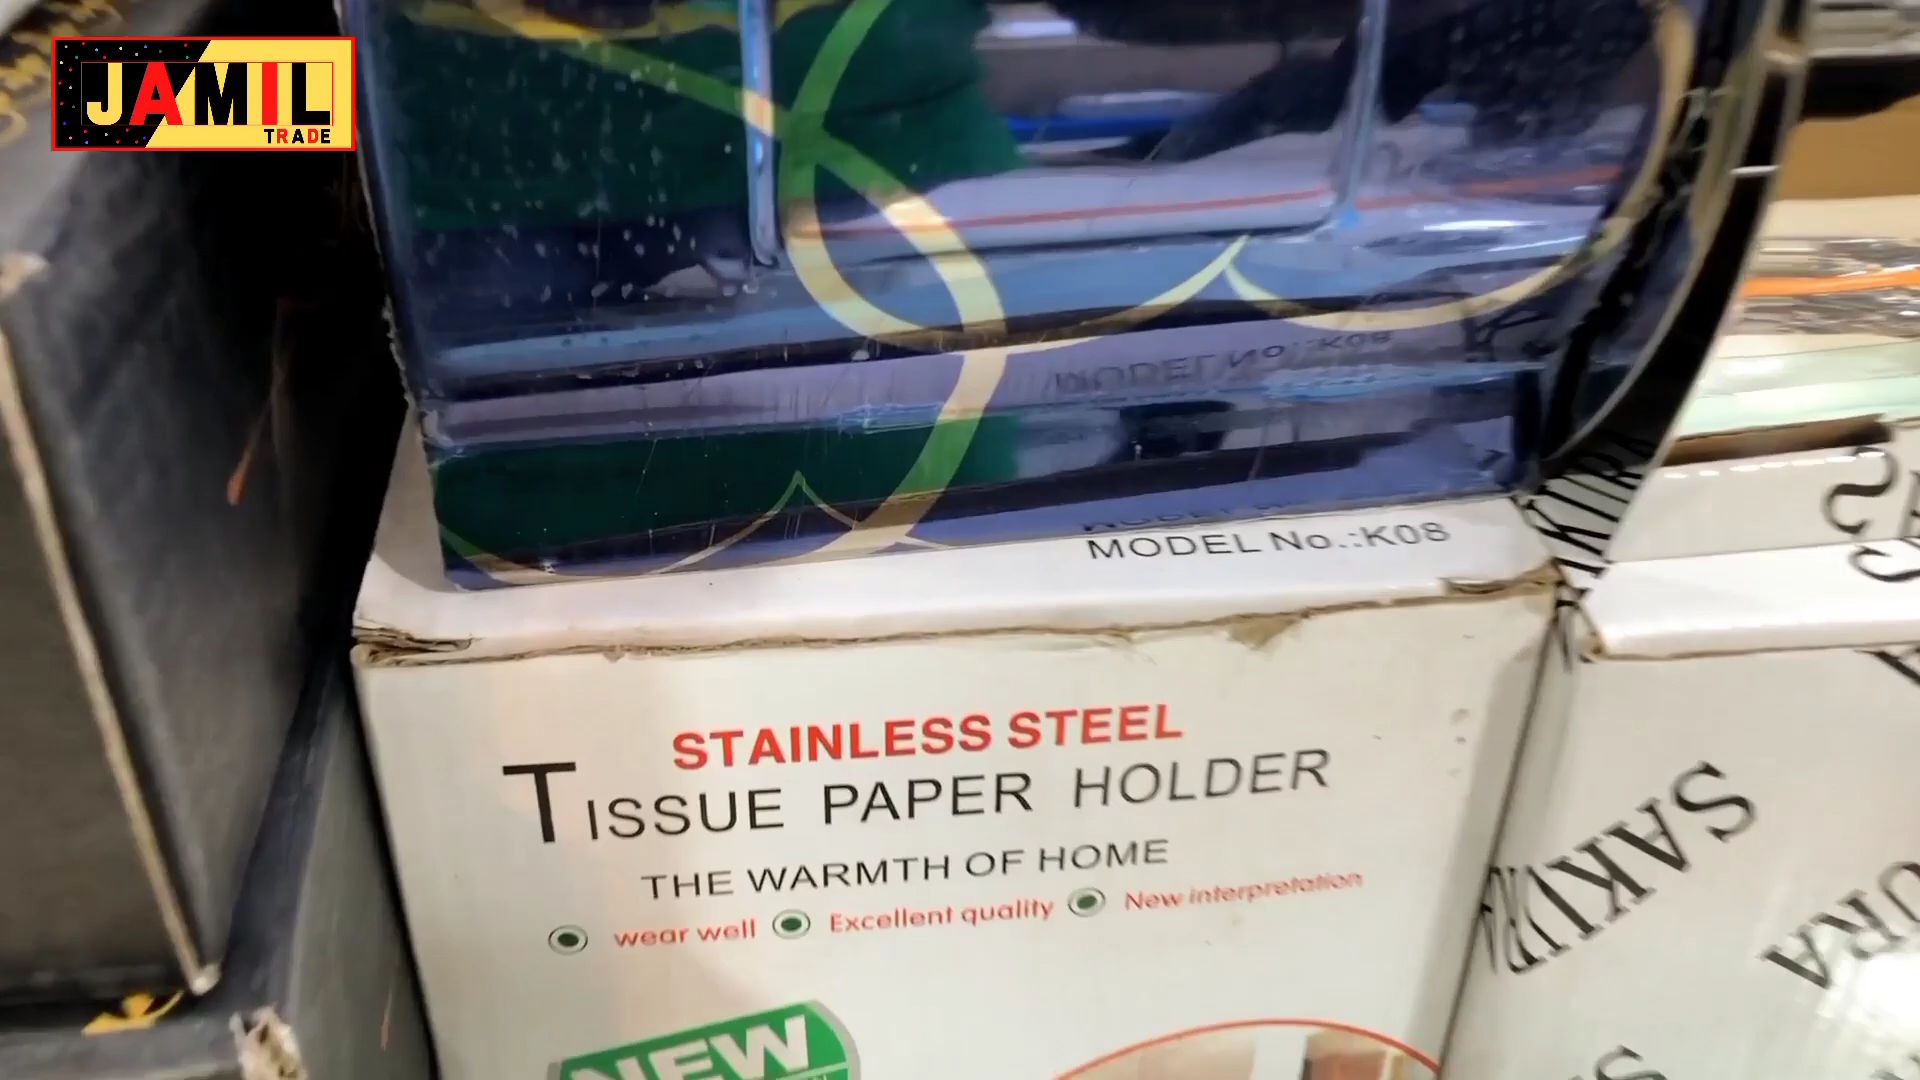 JAMIL
TRADE
MODEL No.:K08
MODEL No.:K08
STAINLESS STEEL
TISSUE PAPER HOLDER
THE WARMTH OF HOME
wear well Excellent quality New interpretation
NEW
SAKURA